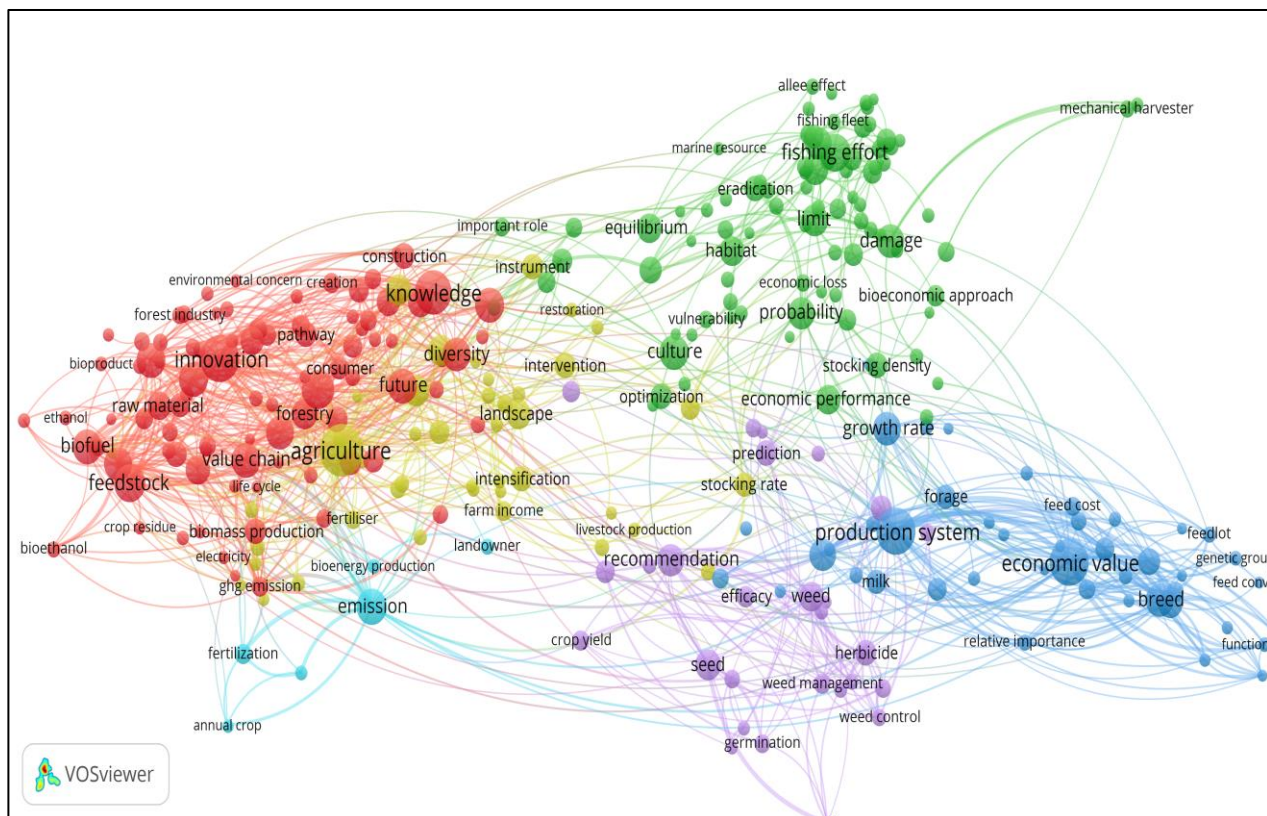 allee effect
mechanical harvester
fishing fleet
marine resource
fishing effort
eradication
important role
equilibrium
limit
damage
habitat
construction
instrument
environmental concern
creation
knowledge
economic loss
bioeconomic approach
forest industry
restoration
probability
vulnerability
pathway
innovation
diversity
culture
bioproduct
consumer
intervention
stocking density
future
optimization
economic performance
raw material
ethanol
forestry
landscape
growth rate
biofuel
agriculture
prediction
value chain
feedstock
intensification
life cycle
stocking rate
forage
feed cost
farm income
crop residue
biomass production
fertiliser
livestock production
production system
feedlot
bioethanol
electricity
landowner
recommendation
economic value
genetic grou
bioenergy production
ghg emission
milk
feed conv
emission
efficacy
weed
breed
crop yield
relative importance
function
fertilization
herbicide
seed
weed management
annual crop
weed control
germination
VOSviewer